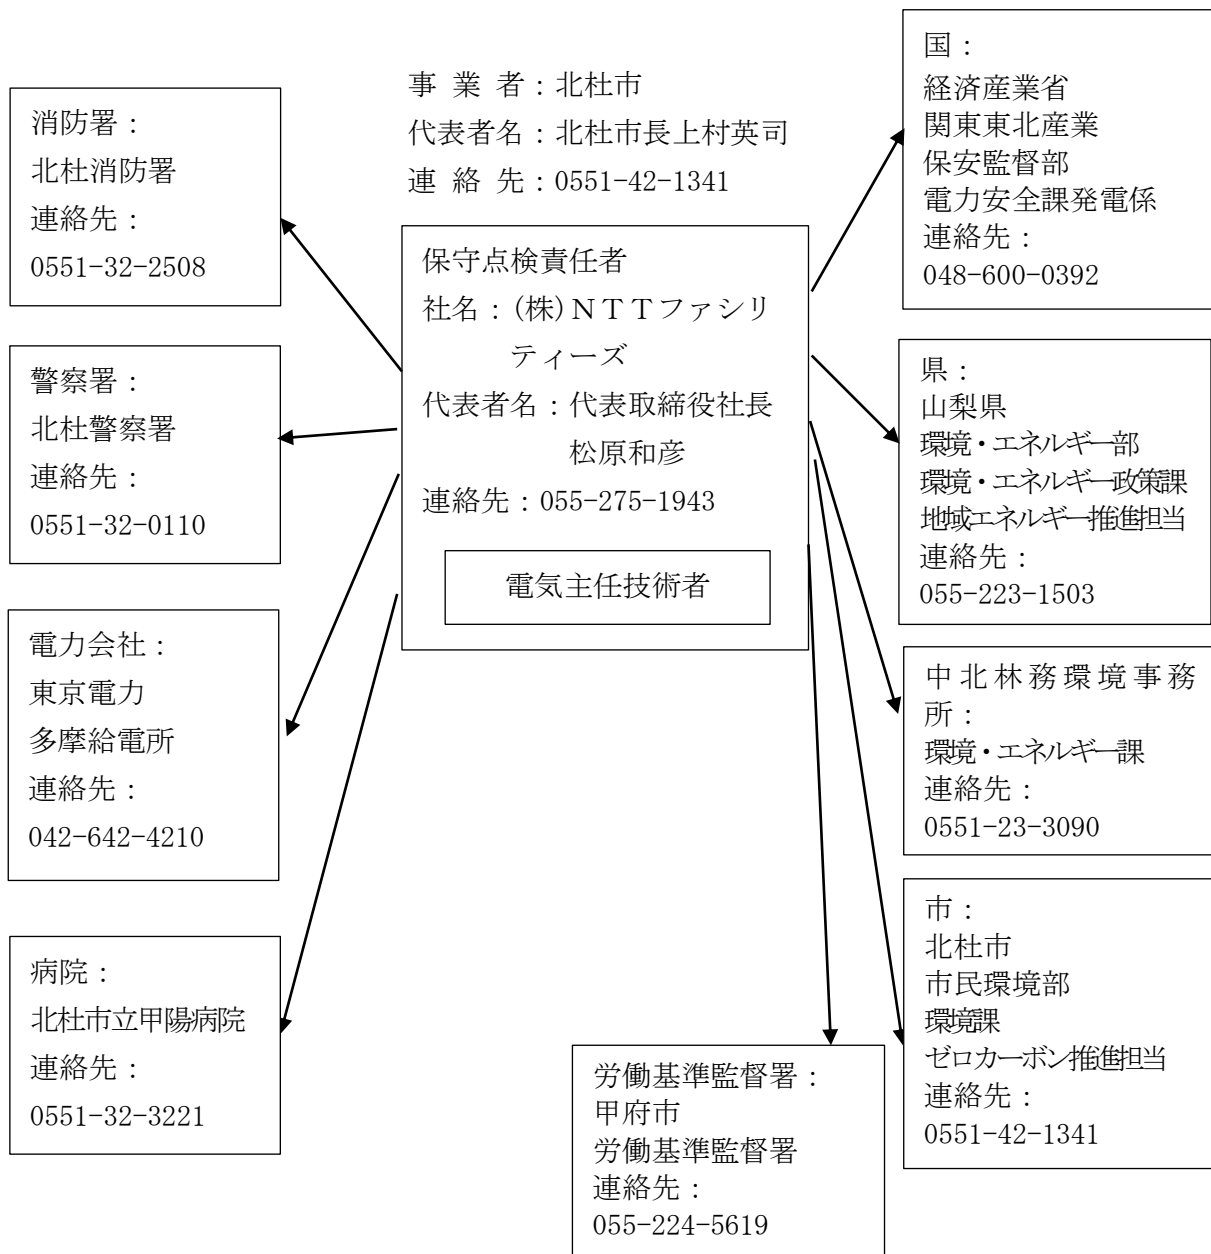 事業者：北杜市
代表者名：北杜市長上村英司
連絡先：0551-42-1341
消防署：
北杜消防署
連絡先：
0551-32-2508
警察署：
北杜警察署
連絡先：
0551-32-0110
電力会社：
東京電力
多摩給電所
連絡先：
042-642-4210
病院：
北杜市立甲陽病院
連絡先：
0551-32-3221
保守点検責任者
社名：(株)ＮＴＴファシリ
ティーズ
代表者名：代表取締役社長
松原和彦
連絡先：055-275-1943
電気主任技術者
国：
経済産業省
関東東北産業
保安監督部
電力安全課発電係
連絡先：
048-600-0392
県：
山梨県
環境・エネルギー部
環境・エネルギー政策課
地域エネルギー推進担当
連絡先：
055-223-1503
中北林務環境事務
所：
環境・エネルギー課
連絡先：
0551-23-3090
市：
北杜市
市民環境部
環境課
ゼロカーボン推進担当
連絡先：
0551-42-1341
労働基準監督署：
甲府市
労働基準監督署
連絡先：
055-224-5619